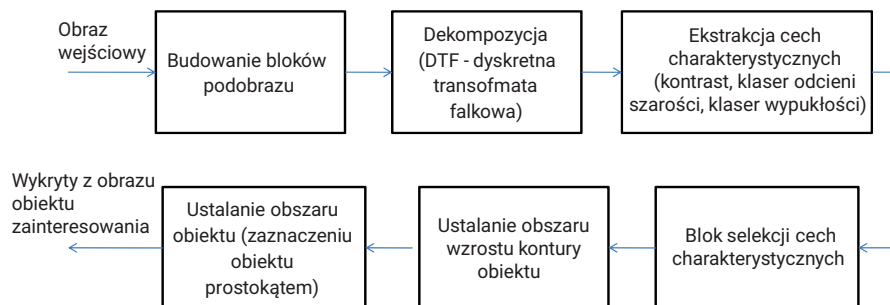 Obraz
wejściowy
Budowanie bloków
podobrazu
Dekompozycja
(DTF - dyskretna
transofmata
falkowa)
Ekstrakcja cech
charakterystycznych
(kontrast, klaser odcieni
szarości, klaser wypukłości)
Wykryty z obrazu
obiektu
zainteresowania
Ustalanie obszaru
obiektu (zaznaczeniu
obiektu
prostokątem)
Ustalanie obszaru
wzrostu kontury
obiektu
Blok selekcji cech
charakterystycznych